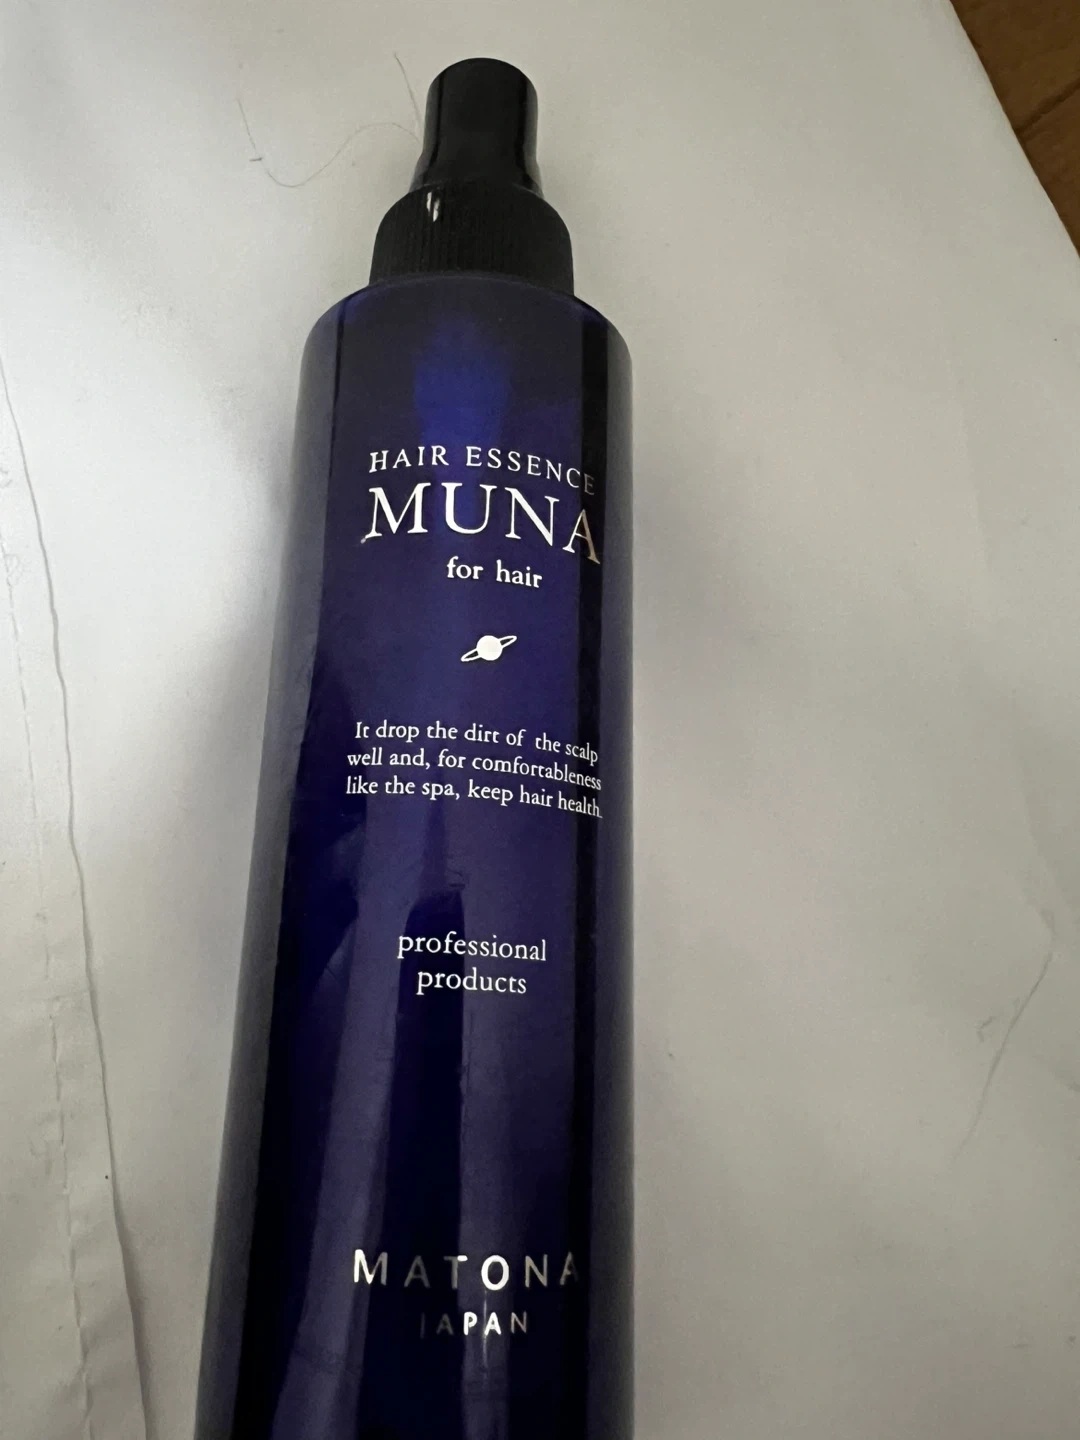 HAIR ESSENCE
MUNA
for hair
It drop the dirt of the scalp
well and, for comfortableness
like the spa, keep hair health.
professional
products
MATONA
JAPAN